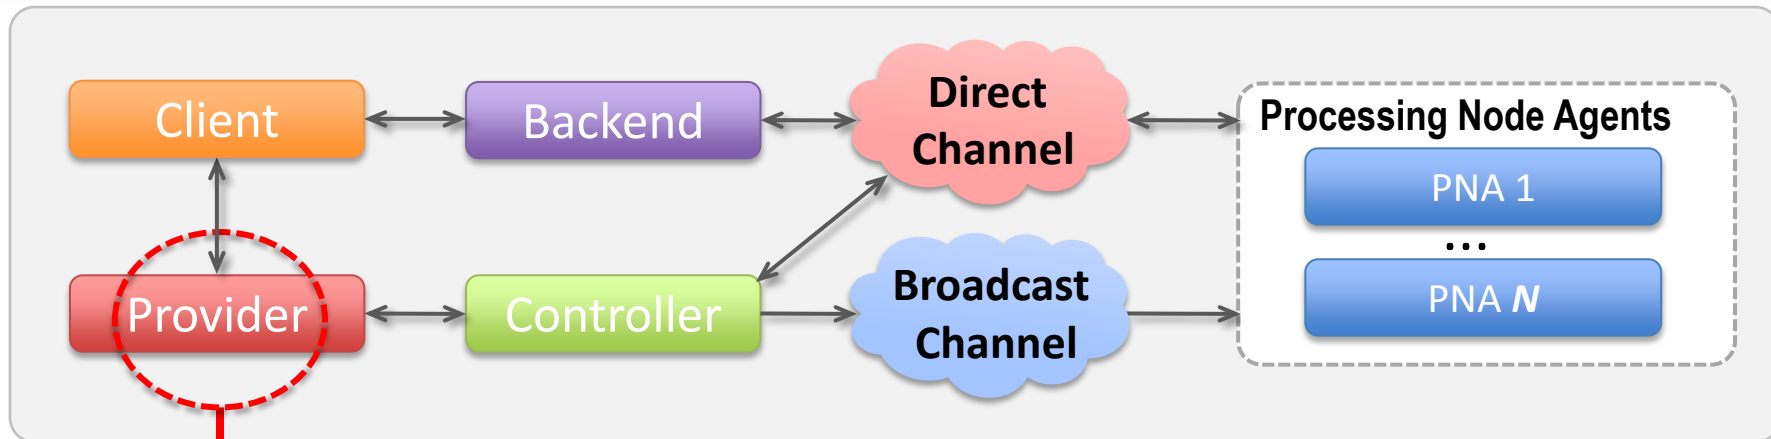 Client
Backend
Direct
Channel
Processing Node Agents
PNA 1
...
PNA N
Provider
Controller
Broadcast
Channel